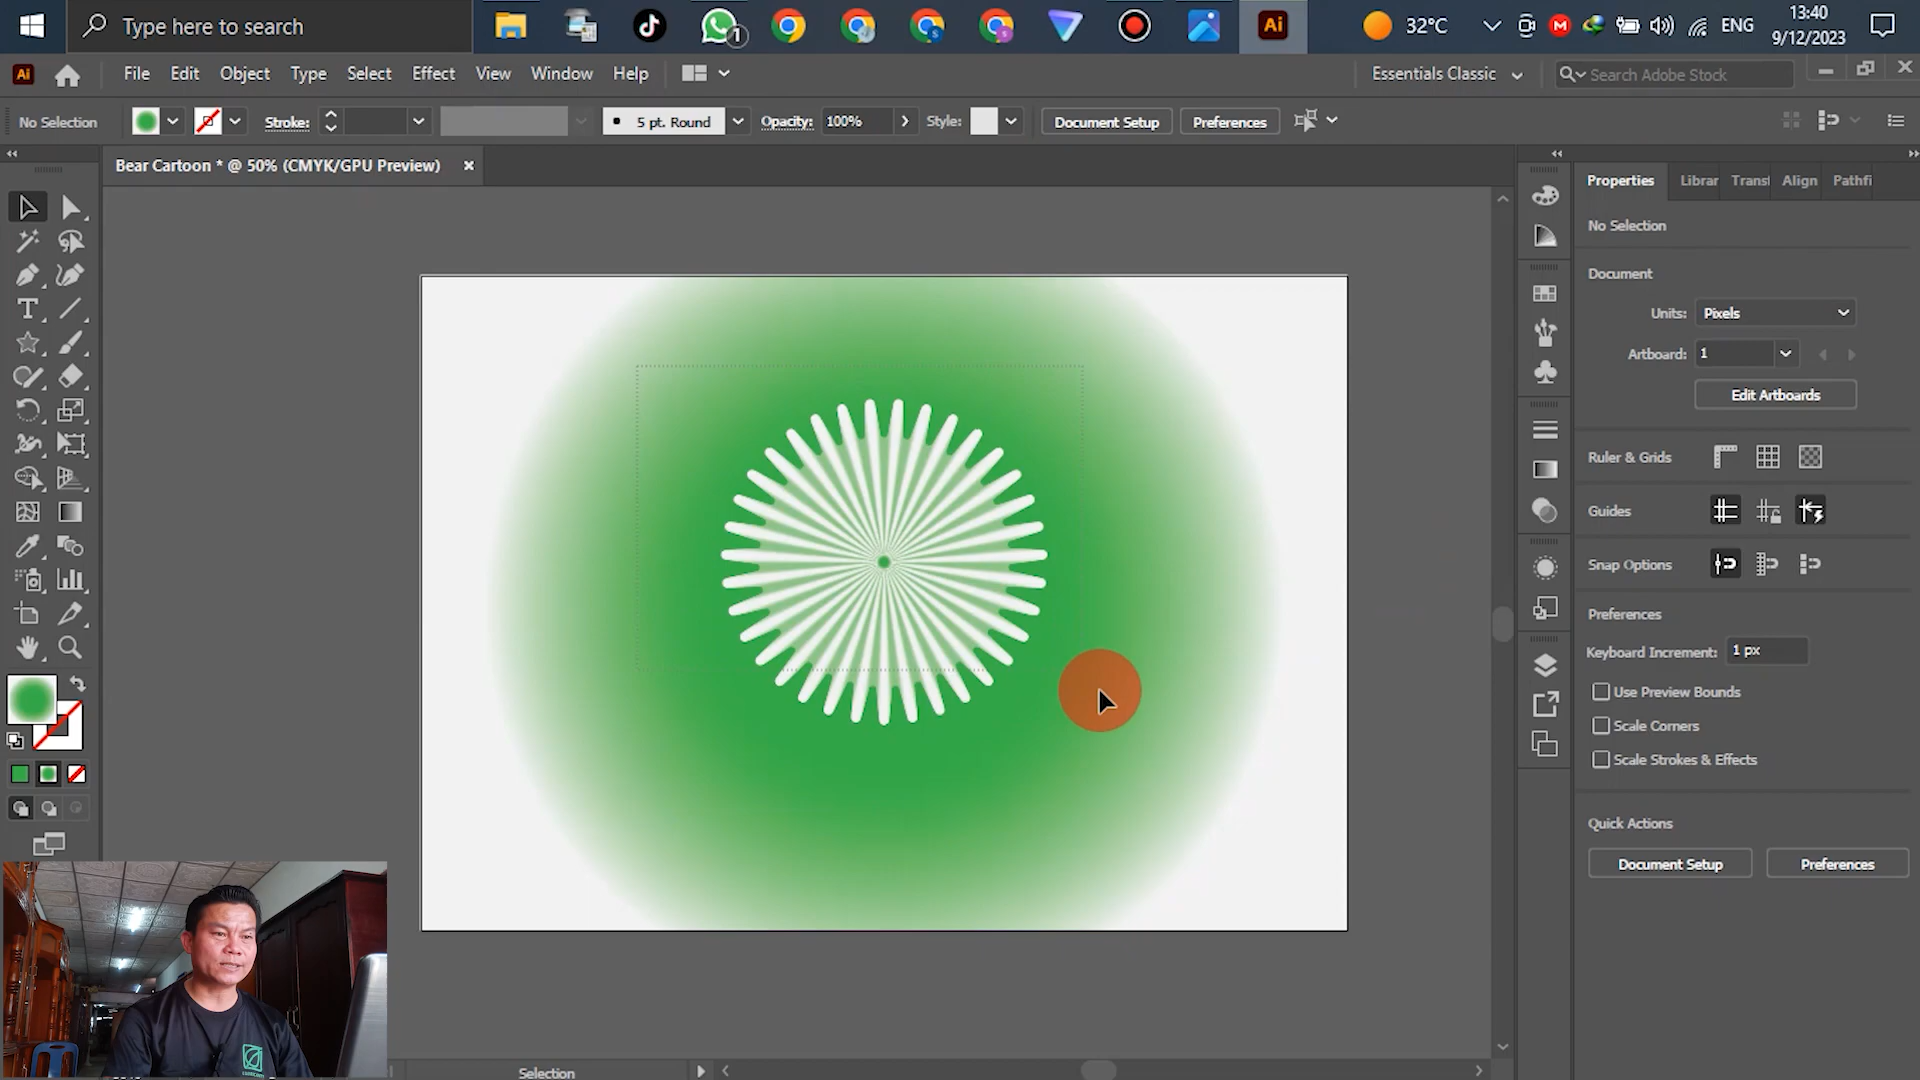 Type here to search
1
32°C
ENG
13:40
9/12/2023
Ai
File Edit Object Type Select Effect View Window Help
Essentials Classic
Search Adobe Stock
No Selection
Stroke:
5 pt. Round
Opacity:
100%
Style:
Document Setup
Preferences
Bear Cartoon * @ 50% (CMYK/GPU Preview)
Properties
Librar
Transf
Align
Pathfi
No Selection
Document
Units:
Pixels
Artboard:
1
Edit Artboards
Ruler & Grids
Guides
Snap Options
Preferences
Keyboard Increment:
1 px
Use Preview Bounds
Scale Corners
Scale Strokes & Effects
Quick Actions
Document Setup
Preferences
Selection